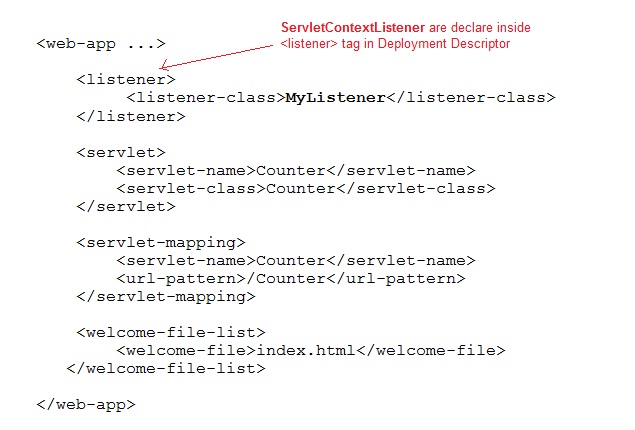 ServletContextListener are declare inside
<listener> tag in Deployment Descriptor
<web-app ...>
<listener>
<listener-class>MyListener</listener-class>
</listener>
<servlet>
<servlet-name>Counter</servlet-name>
<servlet-class>Counter</servlet-class>
</servlet>
<servlet-mapping>
<servlet-name>Counter</servlet-name>
<url-pattern>/Counter</url-pattern>
</servlet-mapping>
<welcome-file-list>
<welcome-file>index.html</welcome-file>
</welcome-file-list>
</web-app>